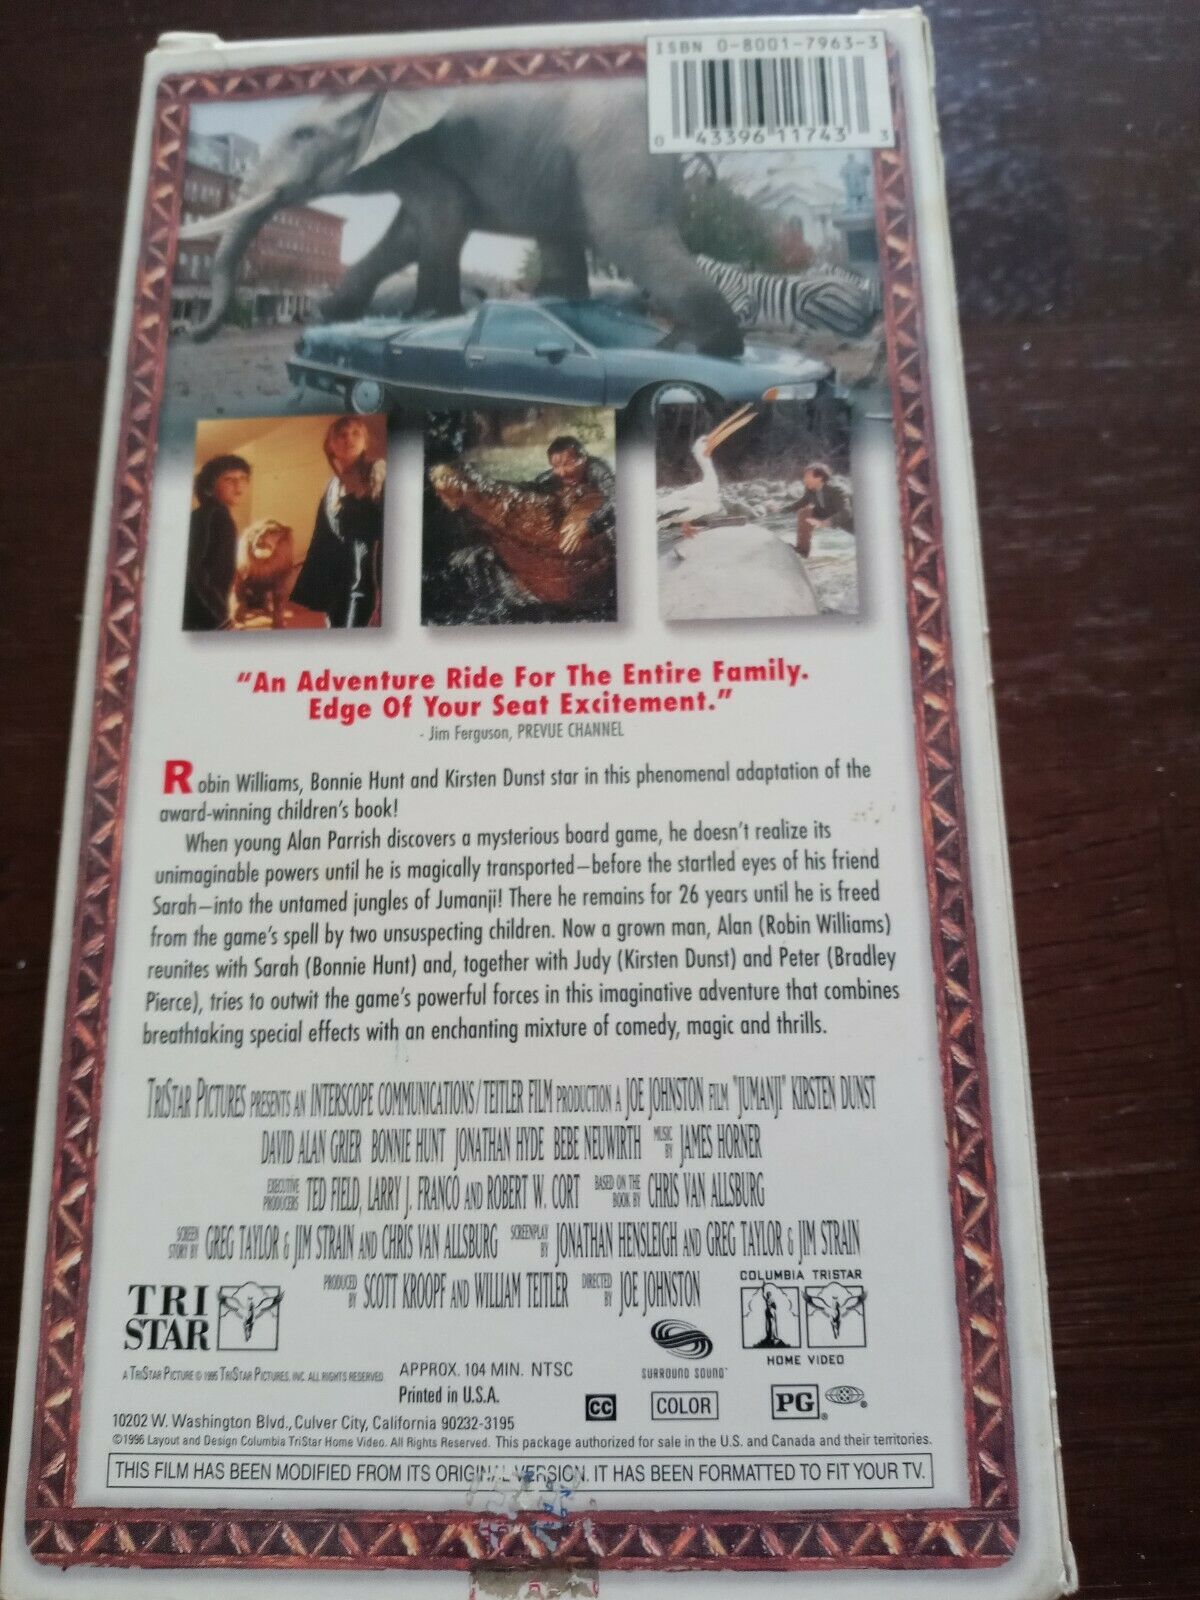 ISBN 0-8001-7963-3
0 43396 11743 3
"An Adventure Ride For The Entire Family.
Edge Of Your Seat Excitement."
- Jim Ferguson, PREVUE CHANNEL
Robin Williams, Bonnie Hunt and Kirsten Dunst star in this phenomenal adaptation of the
award-winning children's book!
When young Alan Parrish discovers a mysterious board game, he doesn't realize its
unimaginable powers until he is magically transported—before the startled eyes of his friend
Sarah—into the untamed jungles of Jumanji! There he remains for 26 years until he is freed
from the game's spell by two unsuspecting children. Now a grown man, Alan (Robin Williams)
reunites with Sarah (Bonnie Hunt) and, together with Judy (Kirsten Dunst) and Peter (Bradley
Pierce), tries to outwit the game's powerful forces in this imaginative adventure that combines
breathtaking special effects with an enchanting mixture of comedy, magic and thrills.
TRISTAR PICTURES PRESENTS AN INTERSCOPE COMMUNICATIONS/TEITLER FILM PRODUCTION A JOE JOHNSTON FILM "JUMANJI" KIRSTEN DUNST
DAVID ALAN GRIER BONNIE HUNT JONATHAN HYDE BEBE NEUWIRTH MUSIC BY JAMES HORNER
EXECUTIVE PRODUCERS TED FIELD, LARRY J. FRANCO AND ROBERT W. CORT BASED ON THE BOOK BY CHRIS VAN ALLSBURG
SCREEN STORY BY GREG TAYLOR & JIM STRAIN AND CHRIS VAN ALLSBURG SCREENPLAY BY JONATHAN HENSLEIGH AND GREG TAYLOR & JIM STRAIN
PRODUCED BY SCOTT KROOPF AND WILLIAM TEITLER DIRECTED BY JOE JOHNSTON
TRI
STAR
COLUMBIA TRISTAR
HOME VIDEO
SURROUND SOUND
A TRISTAR PICTURE © 1995 TRISTAR PICTURES, INC. ALL RIGHTS RESERVED.
APPROX. 104 MIN. NTSC
Printed in U.S.A.
CC
COLOR
PG
10202 W. Washington Blvd., Culver City, California 90232-3195
©1996 Layout and Design Columbia TriStar Home Video. All Rights Reserved. This package authorized for sale in the U.S. and Canada and their territories.
THIS FILM HAS BEEN MODIFIED FROM ITS ORIGINAL VERSION. IT HAS BEEN FORMATTED TO FIT YOUR TV.